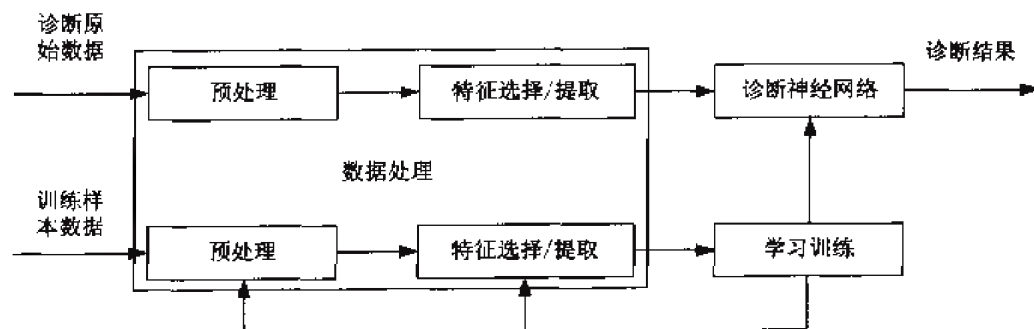 诊断原
始数据
诊断结果
预处理
特征选择/提取
诊断神经网络
数据处理
训练样
本数据
预处理
特征选择/提取
学习训练